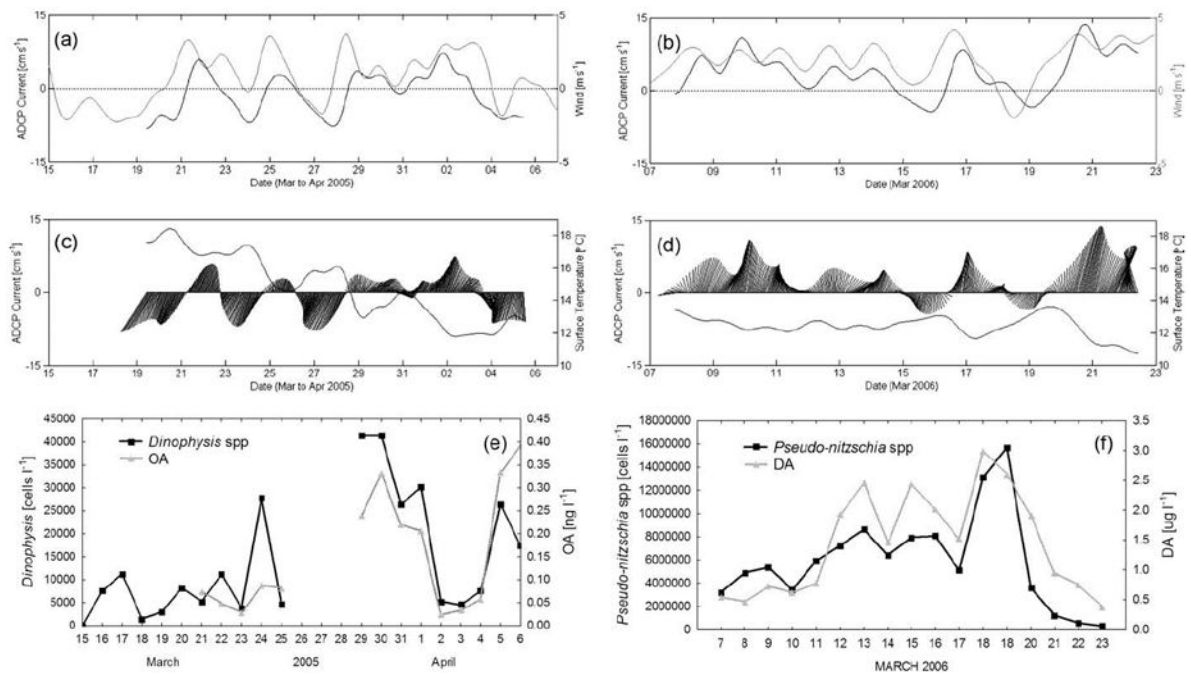 (a)
15
0
-15
ADCP Current [cm s⁻¹]
5
0
-5
Wind [m s⁻¹]
15 17 19 21 23 25 27 29 31 02 04 06
Date (Mar to Apr 2005)
(b)
15
0
-15
ADCP Current [cm s⁻¹]
5
0
-5
Wind [m s⁻¹]
07 09 11 13 15 17 19 21 23
Date (Mar 2006)
(c)
15
0
-15
ADCP Current [cm s⁻¹]
18
16
14
12
10
Surface Temperature [°C]
15 17 19 21 23 25 27 29 31 02 04 06
Date (Mar to Apr 2005)
(d)
15
0
-15
ADCP Current [cm s⁻¹]
18
16
14
12
10
Surface Temperature [°C]
07 09 11 13 15 17 19 21 23
Date (Mar 2006)
(e)
Dinophysis spp
OA
45000
40000
35000
30000
25000
20000
15000
10000
5000
0
Dinophysis [cells l⁻¹]
0.45
0.40
0.35
0.30
0.25
0.20
0.15
0.10
0.05
0.00
OA [ng l⁻¹]
15 16 17 18 19 20 21 22 23 24 25 26 27 28 29 30 31 1 2 3 4 5 6
March 2005 April
(f)
Pseudo-nitzschia spp
DA
18000000
16000000
14000000
12000000
10000000
8000000
6000000
4000000
2000000
0
Pseudo-nitzschia spp [cells l⁻¹]
3.5
3.0
2.5
2.0
1.5
1.0
0.5
0.0
DA [ug l⁻¹]
7 8 9 10 11 12 13 14 15 16 17 18 19 20 21 22 23
MARCH 2006